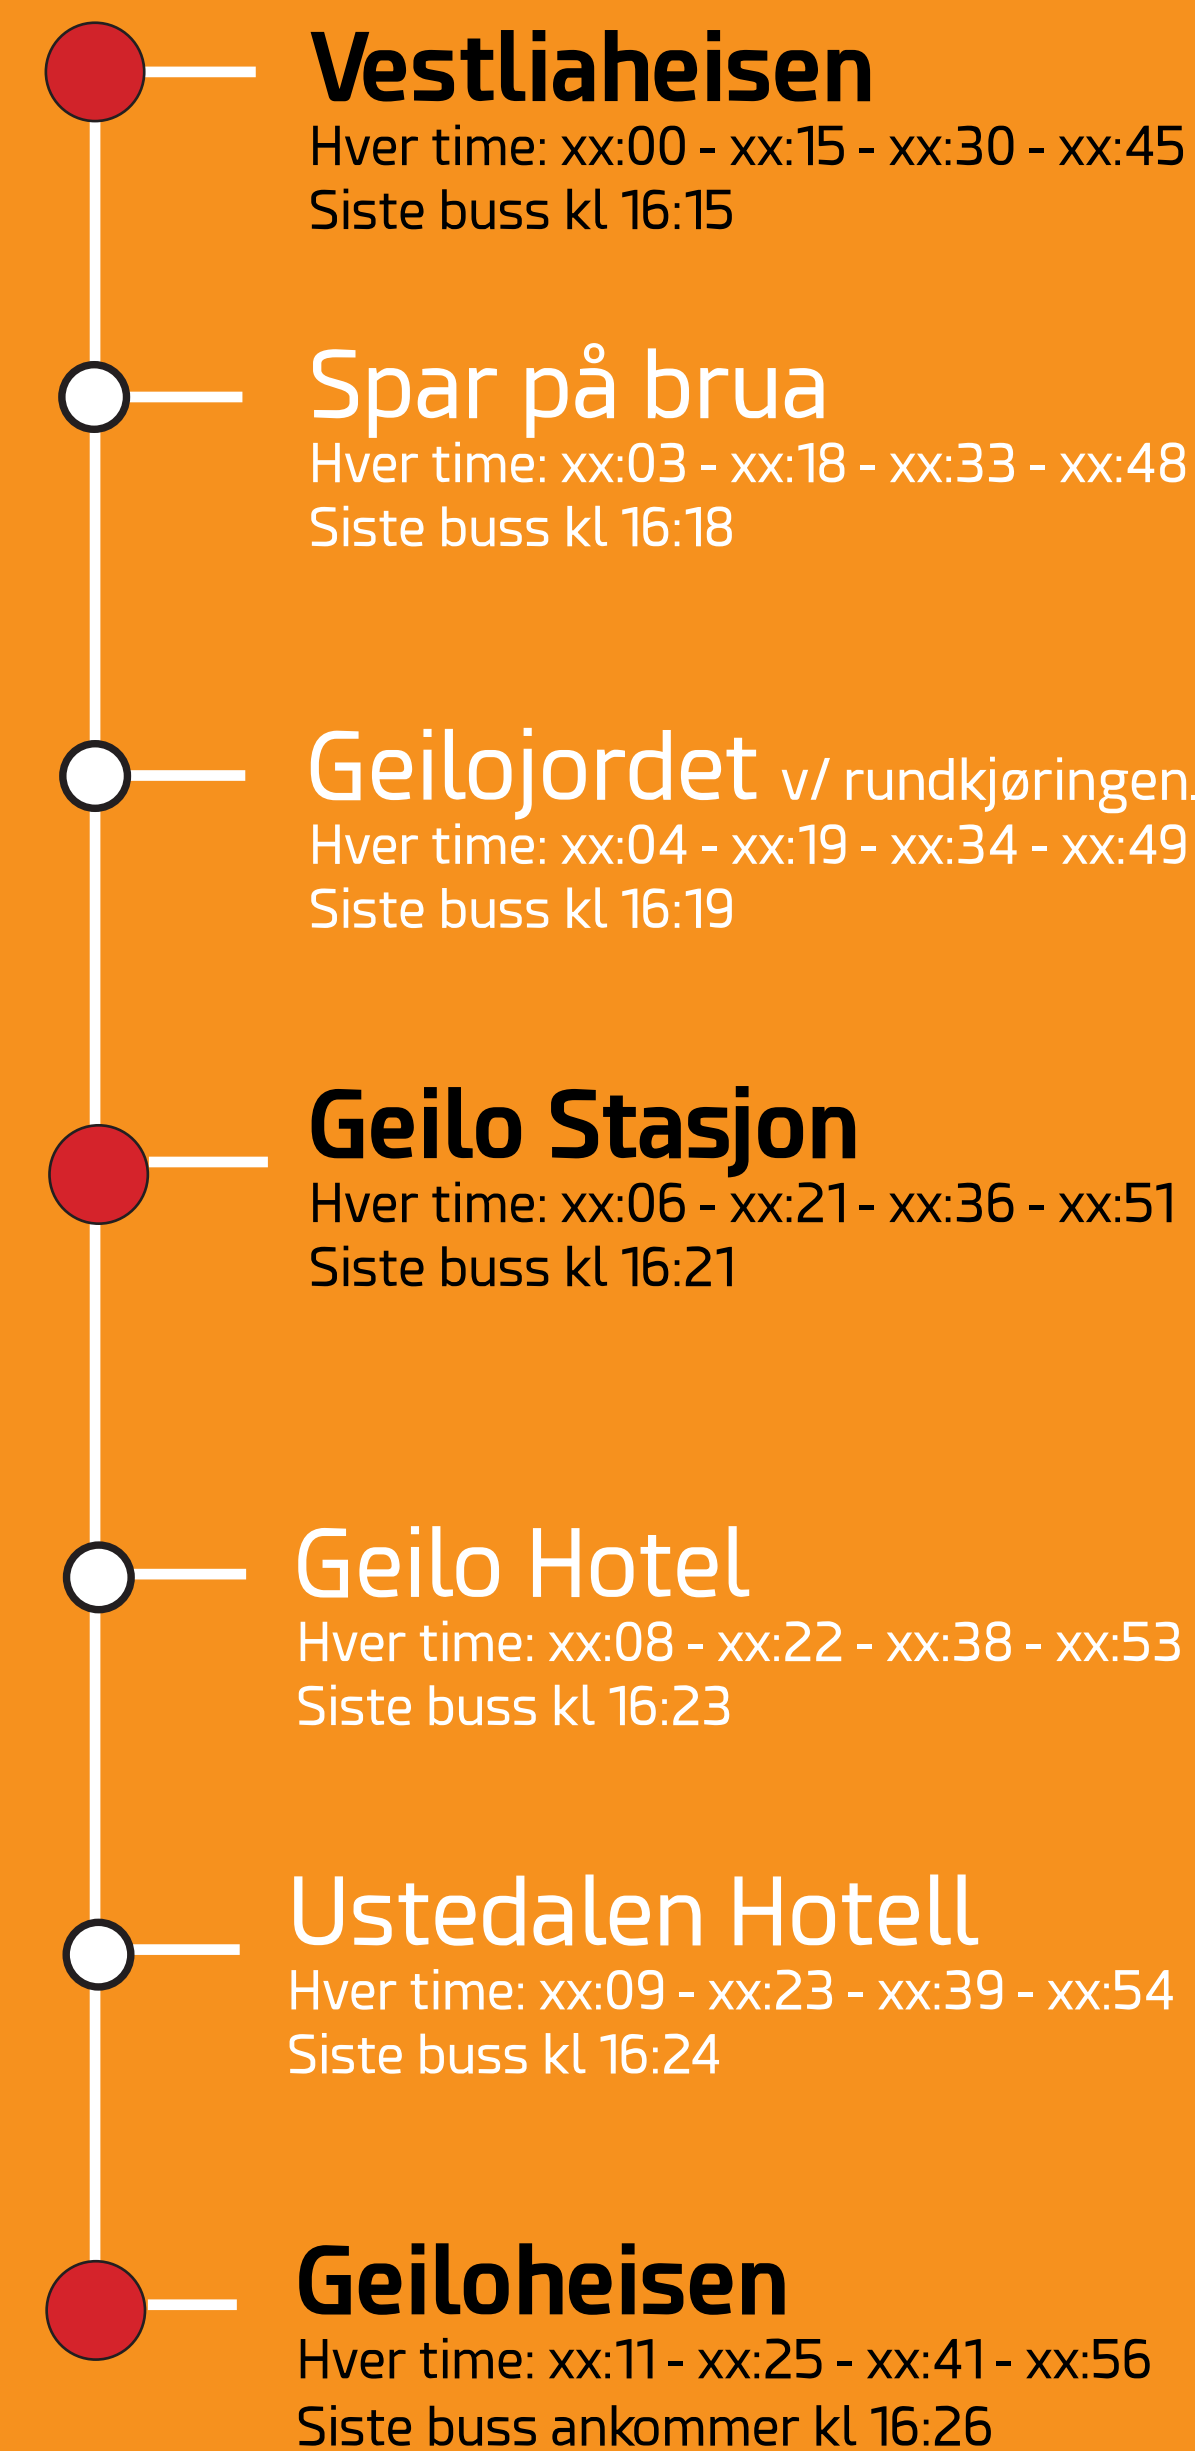 Vestliaheisen
Hver time: xx:00 - xx:15 - xx:30 - xx:45
Siste buss kl 16:15
Spar på brua
Hver time: xx:03 - xx:18 - xx:33 - xx:48
Siste buss kl 16:18
Geilojordet v/ rundkjøringen.
Hver time: xx:04 - xx:19 - xx:34 - xx:49
Siste buss kl 16:19
Geilo Stasjon
Hver time: xx:06 - xx:21 - xx:36 - xx:51
Siste buss kl 16:21
Geilo Hotel
Hver time: xx:08 - xx:22 - xx:38 - xx:53
Siste buss kl 16:23
Ustedalen Hotell
Hver time: xx:09 - xx:23 - xx:39 - xx:54
Siste buss kl 16:24
Geiloheisen
Hver time: xx:11 - xx:25 - xx:41 - xx:56
Siste buss ankommer kl 16:26